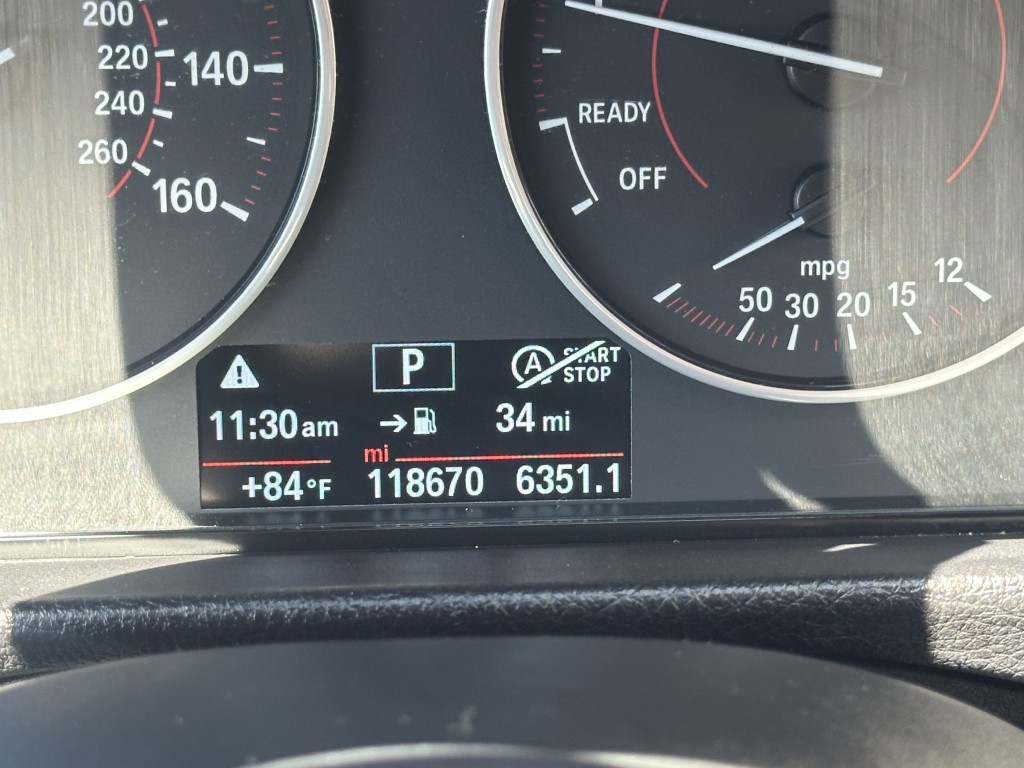 200
220
140
240
260
160
READY
OFF
mpg
50 30 20 15 12
P
A START STOP
11:30am
34 mi
mi
+84°F
118670
6351.1